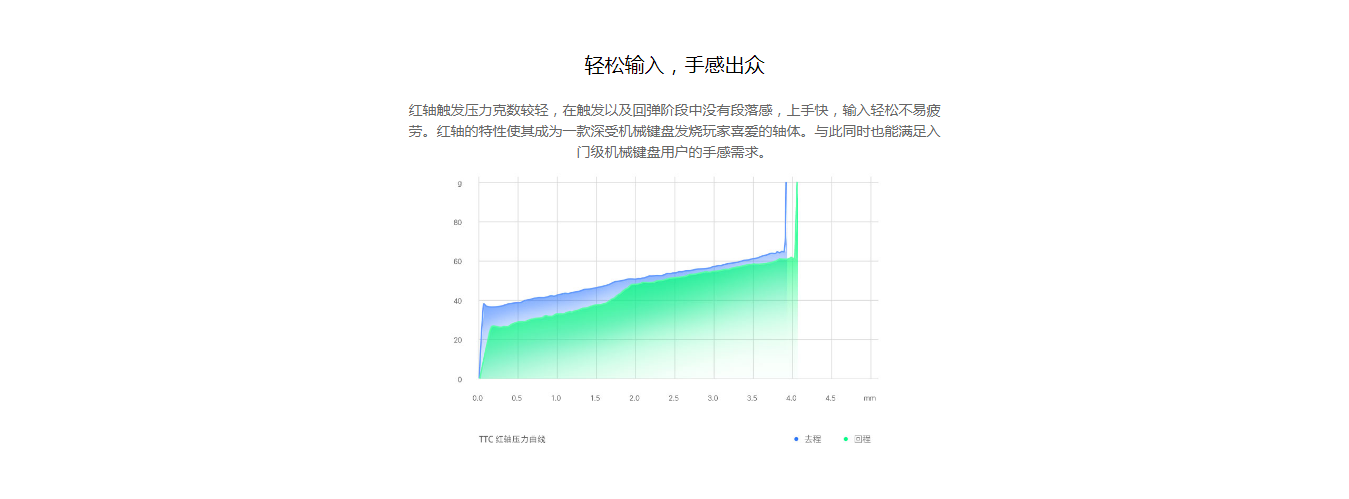 轻松输入，手感出众
红轴触发压力克数较轻，在触发以及回弹阶段中没有段落感，上手快，输入轻松不易疲
劳。红轴的特性使其成为一款深受机械键盘发烧玩家喜爱的轴体。与此同时也能满足入
门级机械键盘用户的手感需求。
g
80
60
40
20
0
0.0 0.5 1.0 1.5 2.0 2.5 3.0 3.5 4.0 4.5 mm
TTC 红轴压力曲线 去程 回程